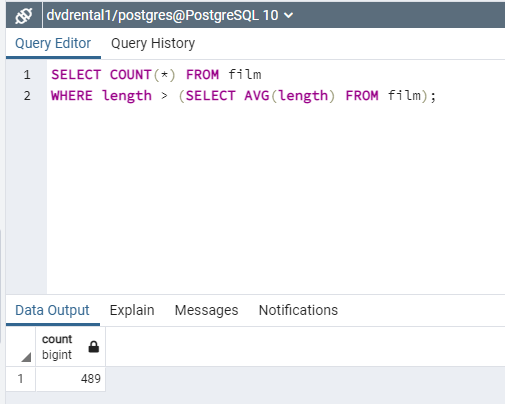 dvdrental1/postgres@PostgreSQL 10
Query Editor Query History
1 SELECT COUNT(*) FROM film
2 WHERE length > (SELECT AVG(length) FROM film);
Data Output Explain Messages Notifications
count
bigint
1 489